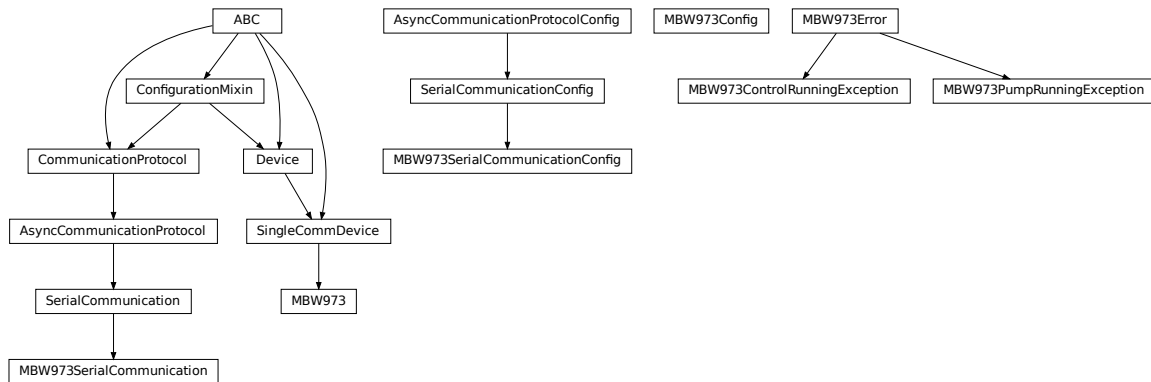 ABC
AsyncCommunicationProtocolConfig
MBW973Config
MBW973Error
ConfigurationMixin
SerialCommunicationConfig
MBW973ControlRunningException
MBW973PumpRunningException
CommunicationProtocol
Device
MBW973SerialCommunicationConfig
AsyncCommunicationProtocol
SingleCommDevice
SerialCommunication
MBW973
MBW973SerialCommunication